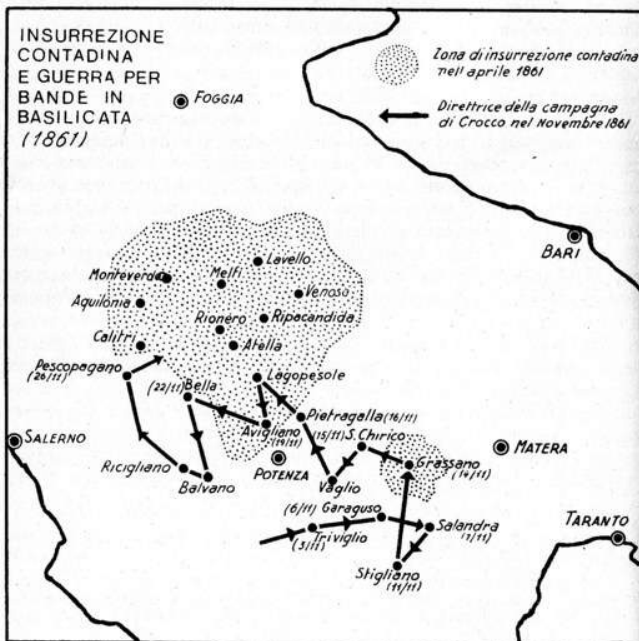 INSURREZIONE
CONTADINA
E GUERRA PER
BANDE IN
BASILICATA
(1861)
Zona di insurrezione contadina
nell aprile 1861
Direttrice della campagna
di Crocco nel Novembre 1861
FOGGIA
BARI
Lavello
Monteverde
Melfi
Venosa
Aquilonia
Rionero
Ripacandida
Calitri
Atella
Pescopagano
(26/11)
(22/11)
Bella
Lagopesole
Pietragalla (16/11)
Avigliano
(19/11)
(15/11) S. Chirico
SALERNO
POTENZA
MATERA
Grassano
(14/11)
Ricigliano
Balvano
Vaglio
(6/11) Garaguso
Salandra
(7/11)
TARANTO
Triviglio
(3/11)
Stigliano
(11/11)